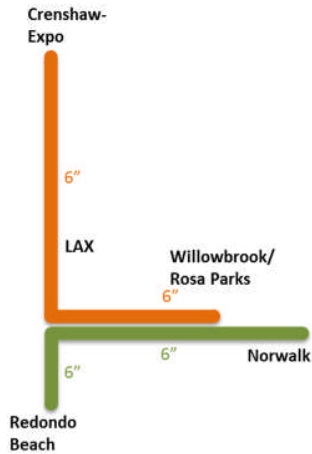 Crenshaw-
Expo
6”
LAX
Willowbrook/
Rosa Parks
6”
6”
Norwalk
6”
Redondo
Beach